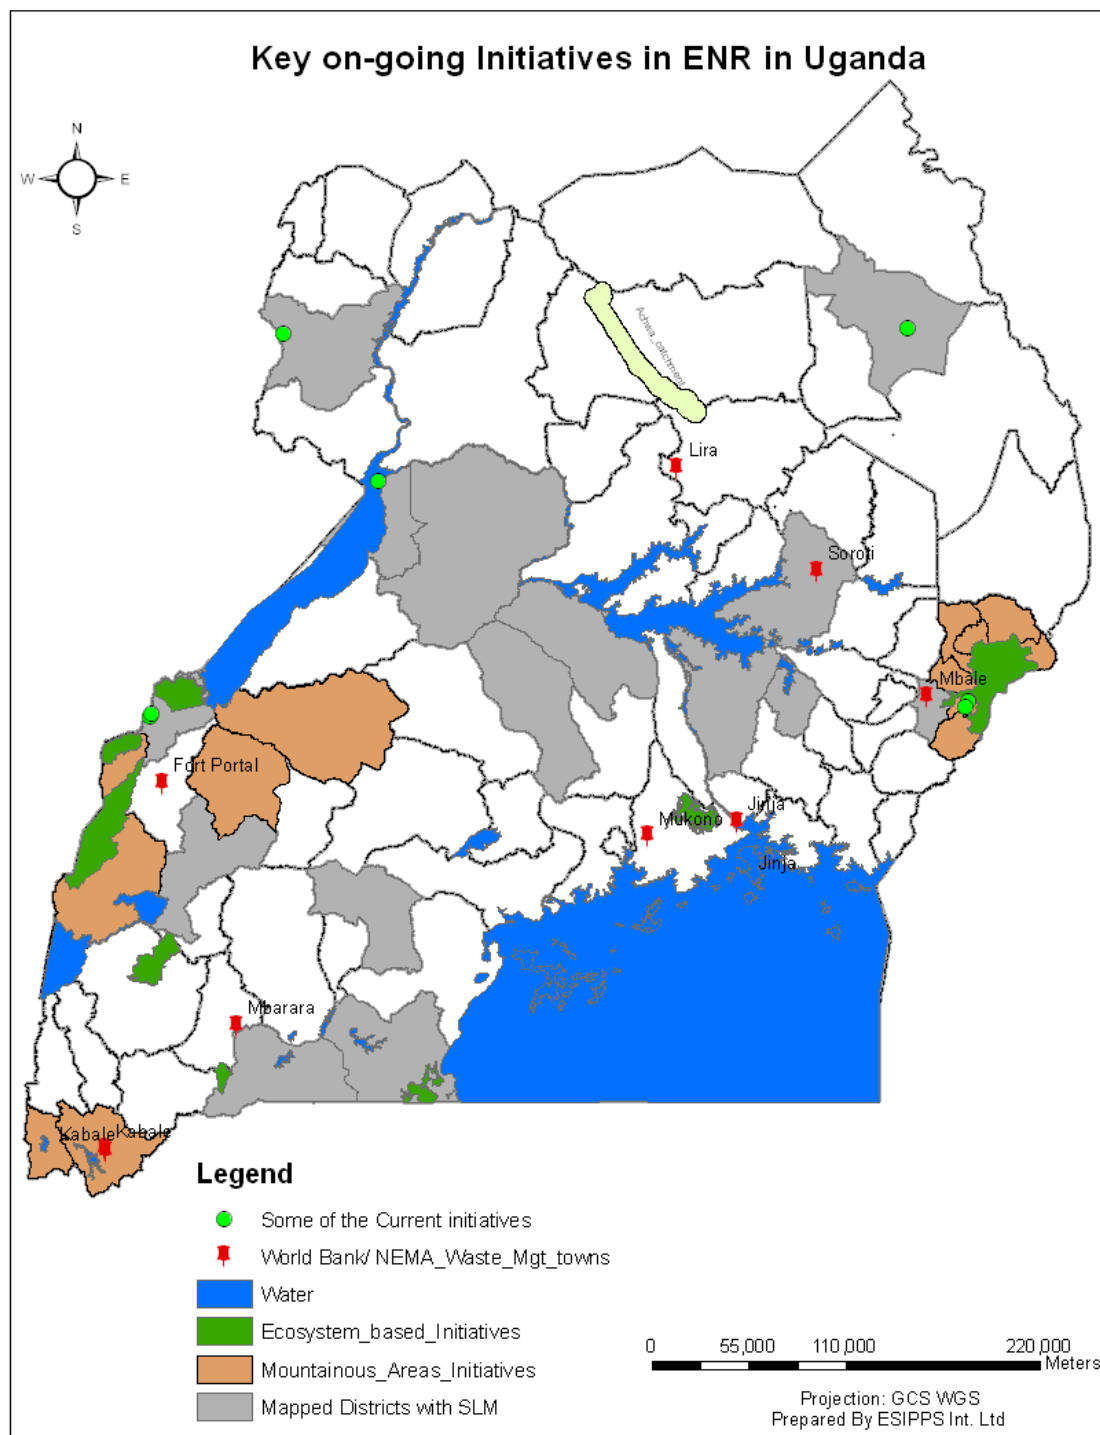 Key on-going Initiatives in ENR in Uganda
N
W
E
S
Achwa_catchment
Lira
Soroti
Mbale
Fort Portal
Jinja
Mukono
Jinja
Mbarara
Kabale
Kabale
Legend
Some of the Current initiatives
World Bank/ NEMA_Waste_Mgt_towns
Water
Ecosystem_based_Initiatives
Mountainous_Areas_Initiatives
Mapped Districts with SLM
0 55,000 110,000 220,000
Meters
Projection: GCS WGS
Prepared By ESIPPS Int. Ltd